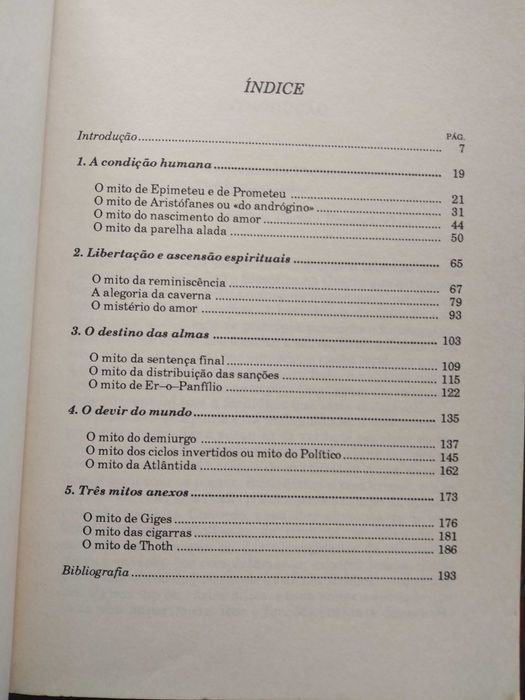 ÍNDICE
PÁG.
Introdução 7
1. A condição humana 19
O mito de Epimeteu e de Prometeu 21
O mito de Aristófanes ou «do andrógino» 31
O mito do nascimento do amor 44
O mito da parelha alada 50
2. Libertação e ascensão espirituais 65
O mito da reminiscência 67
A alegoria da caverna 79
O mistério do amor 93
3. O destino das almas 103
O mito da sentença final 109
O mito da distribuição das sanções 115
O mito de Er–o–Panfílio 122
4. O devir do mundo 135
O mito do demiurgo 137
O mito dos ciclos invertidos ou mito do Político 145
O mito da Atlântida 162
5. Três mitos anexos 173
O mito de Giges 176
O mito das cigarras 181
O mito de Thoth 186
Bibliografia 193